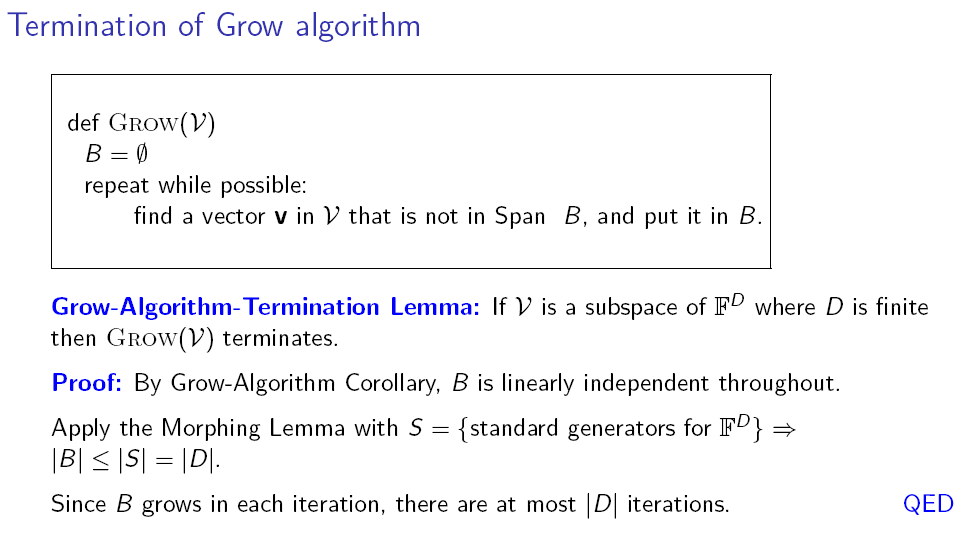 Termination of Grow algorithm
def GROW(𝒱)
B = ∅
repeat while possible:
find a vector v in 𝒱 that is not in Span B, and put it in B.
Grow-Algorithm-Termination Lemma: If 𝒱 is a subspace of 𝔽^D where D is finite
then GROW(𝒱) terminates.
Proof: By Grow-Algorithm Corollary, B is linearly independent throughout.
Apply the Morphing Lemma with S = {standard generators for 𝔽^D} ⇒
|B| ≤ |S| = |D|.
Since B grows in each iteration, there are at most |D| iterations. QED